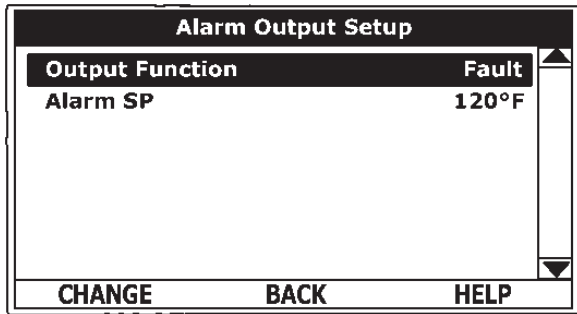 Alarm Output Setup
Output Function Fault
Alarm SP 120°F
CHANGE BACK HELP